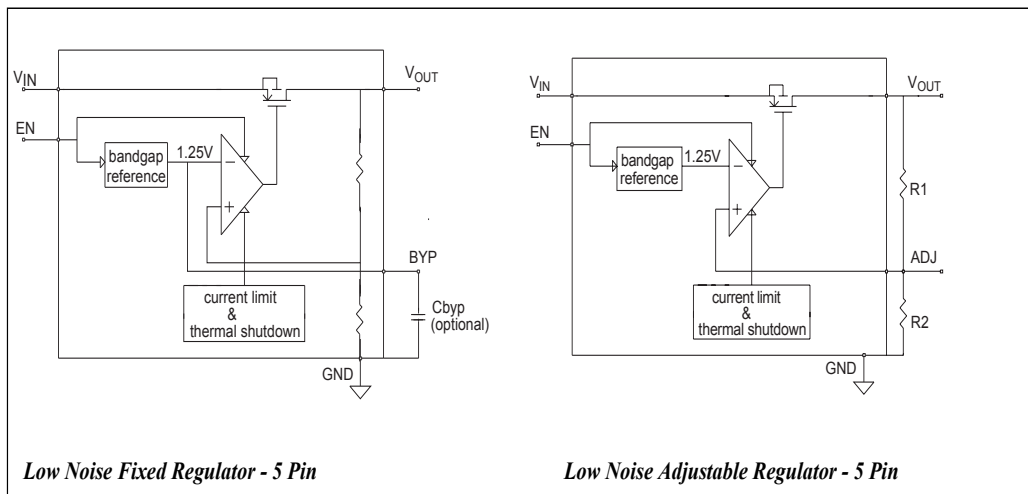 VIN
VOUT
EN
1.25V
bandgap
reference
−
+
BYP
current limit
&
thermal shutdown
Cbyp
(optional)
GND
Low Noise Fixed Regulator - 5 Pin
VIN
VOUT
EN
1.25V
bandgap
reference
−
+
R1
ADJ
current limit
&
thermal shutdown
R2
GND
Low Noise Adjustable Regulator - 5 Pin